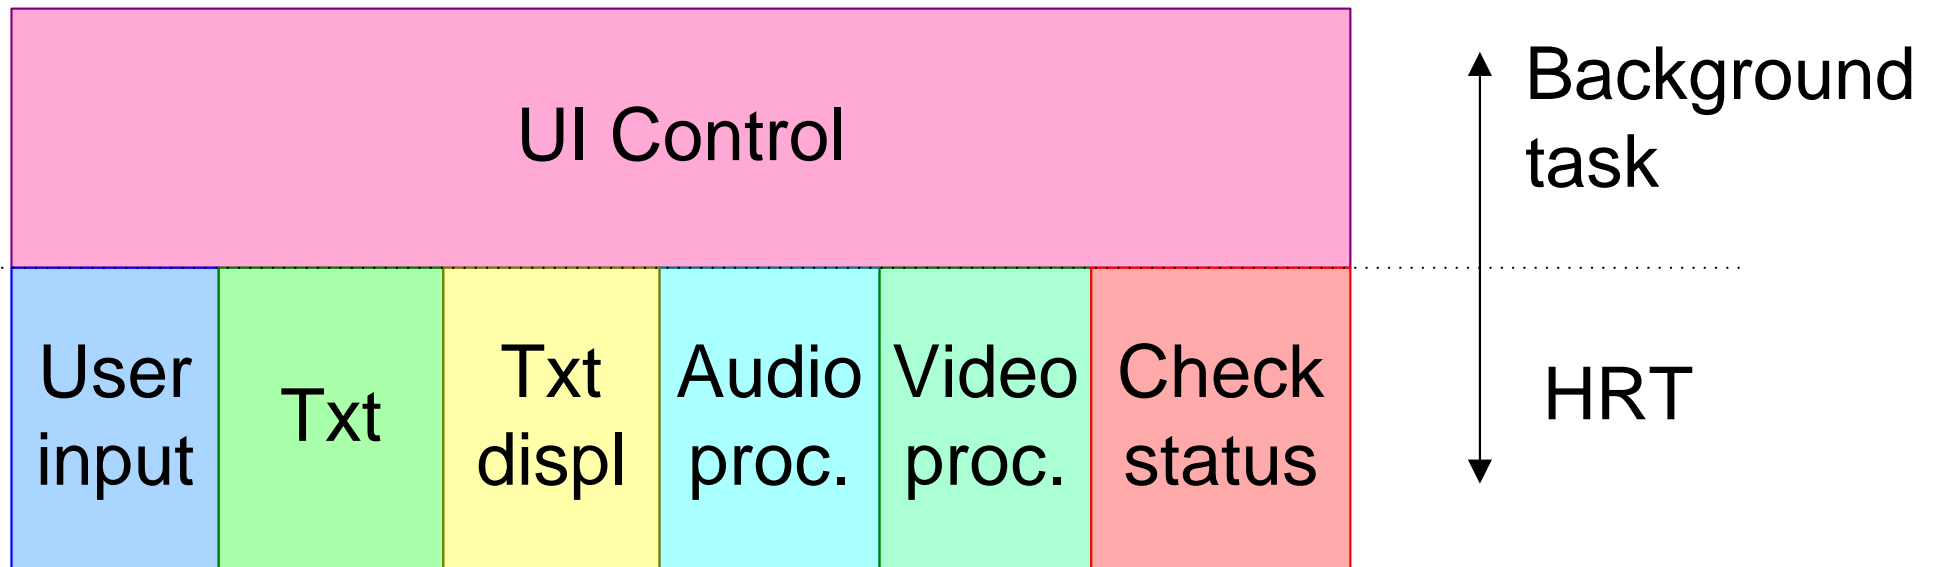 UI Control
Background
task
User
input
Txt
Txt
displ
Audio
proc.
Video
proc.
Check
status
HRT